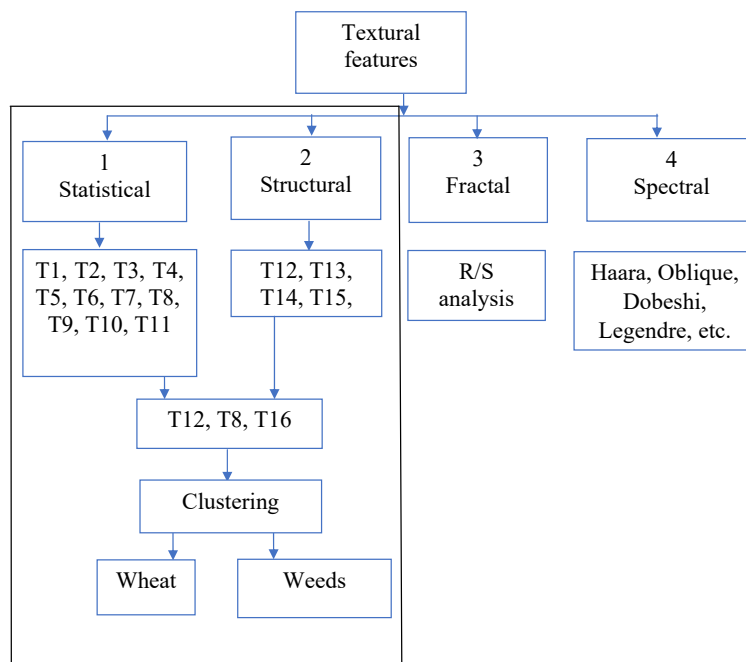 Textural
features
1
Statistical
2
Structural
3
Fractal
4
Spectral
T1, T2, T3, T4,
T5, T6, T7, T8,
T9, T10, T11
T12, T13,
T14, T15,
R/S
analysis
Haara, Oblique,
Dobeshi,
Legendre, etc.
T12, T8, T16
Clustering
Wheat
Weeds